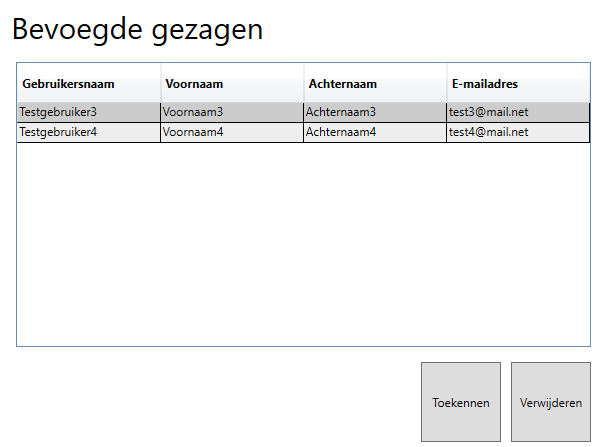 Bevoegde gezagen
Gebruikersnaam Voornaam Achternaam E-mailadres
Testgebruiker3 Voornaam3 Achternaam3 test3@mail.net
Testgebruiker4 Voornaam4 Achternaam4 test4@mail.net
Toekennen Verwijderen